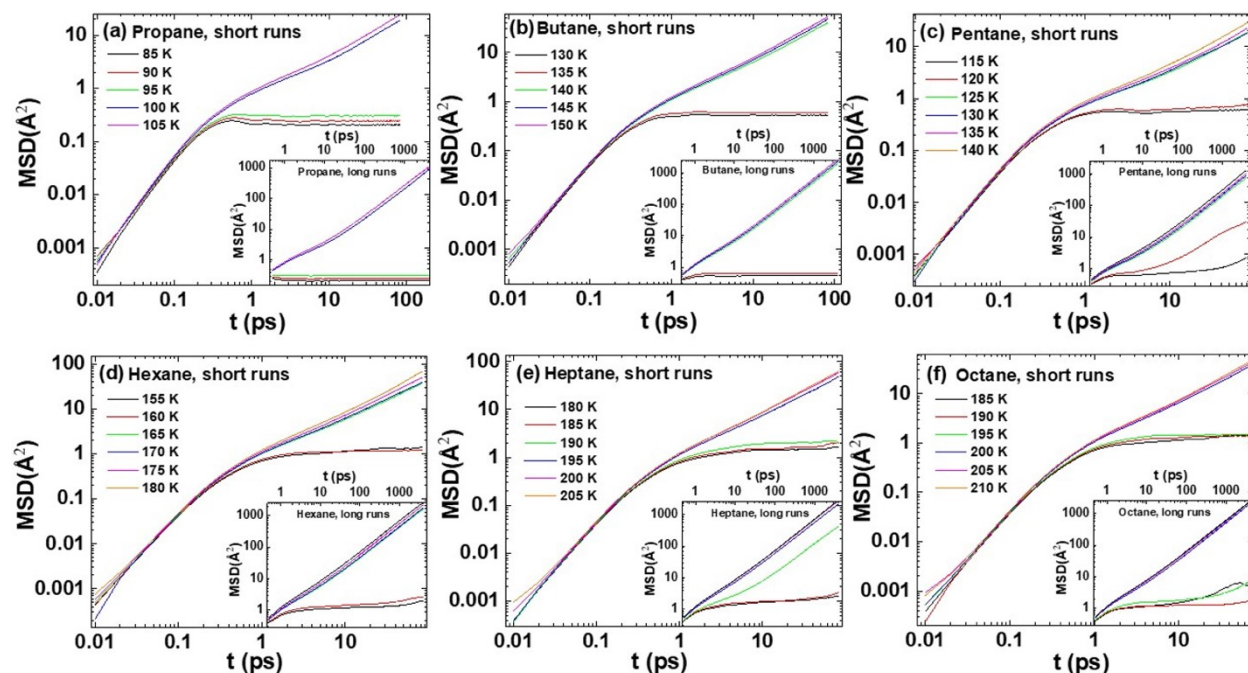 (a) Propane, short runs
85 K
90 K
95 K
100 K
105 K
MSD(Å²)
10
1
0.1
0.01
0.001
0.01 0.1 1 10 100
t (ps)
t (ps)
1 10 100 1000
Propane, long runs
MSD(Å²)
1000
100
10
1
(b) Butane, short runs
130 K
135 K
140 K
145 K
150 K
MSD(Å²)
10
1
0.1
0.01
0.001
0.01 0.1 1 10 100
t (ps)
t (ps)
1 10 100 1000
Butane, long runs
MSD(Å²)
1000
100
10
1
(c) Pentane, short runs
115 K
120 K
125 K
130 K
135 K
140 K
MSD(Å²)
10
1
0.1
0.01
0.001
0.01 0.1 1 10
t (ps)
t (ps)
1 10 100 1000
Pentane, long runs
MSD(Å²)
1000
100
10
1
(d) Hexane, short runs
155 K
160 K
165 K
170 K
175 K
180 K
MSD(Å²)
100
10
1
0.1
0.01
0.001
0.01 0.1 1 10
t (ps)
t (ps)
1 10 100 1000
Hexane, long runs
MSD(Å²)
1000
100
10
1
(e) Heptane, short runs
180 K
185 K
190 K
195 K
200 K
205 K
MSD(Å²)
100
10
1
0.1
0.01
0.001
0.01 0.1 1 10 100
t (ps)
t (ps)
1 10 100 1000
Heptane, long runs
MSD(Å²)
1000
100
10
1
(f) Octane, short runs
185 K
190 K
195 K
200 K
205 K
210 K
MSD(Å²)
10
1
0.1
0.01
0.001
0.01 0.1 1 10
t (ps)
t (ps)
1 10 100 1000
Octane, long runs
MSD(Å²)
1000
100
10
1